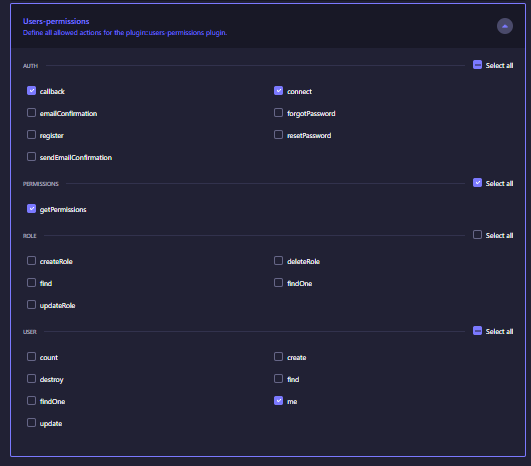 Users-permissions
Define all allowed actions for the plugin::users-permissions plugin.
AUTH Select all
callback connect
emailConfirmation forgotPassword
register resetPassword
sendEmailConfirmation
PERMISSIONS Select all
getPermissions
ROLE Select all
createRole deleteRole
find findOne
updateRole
USER Select all
count create
destroy find
findOne me
update